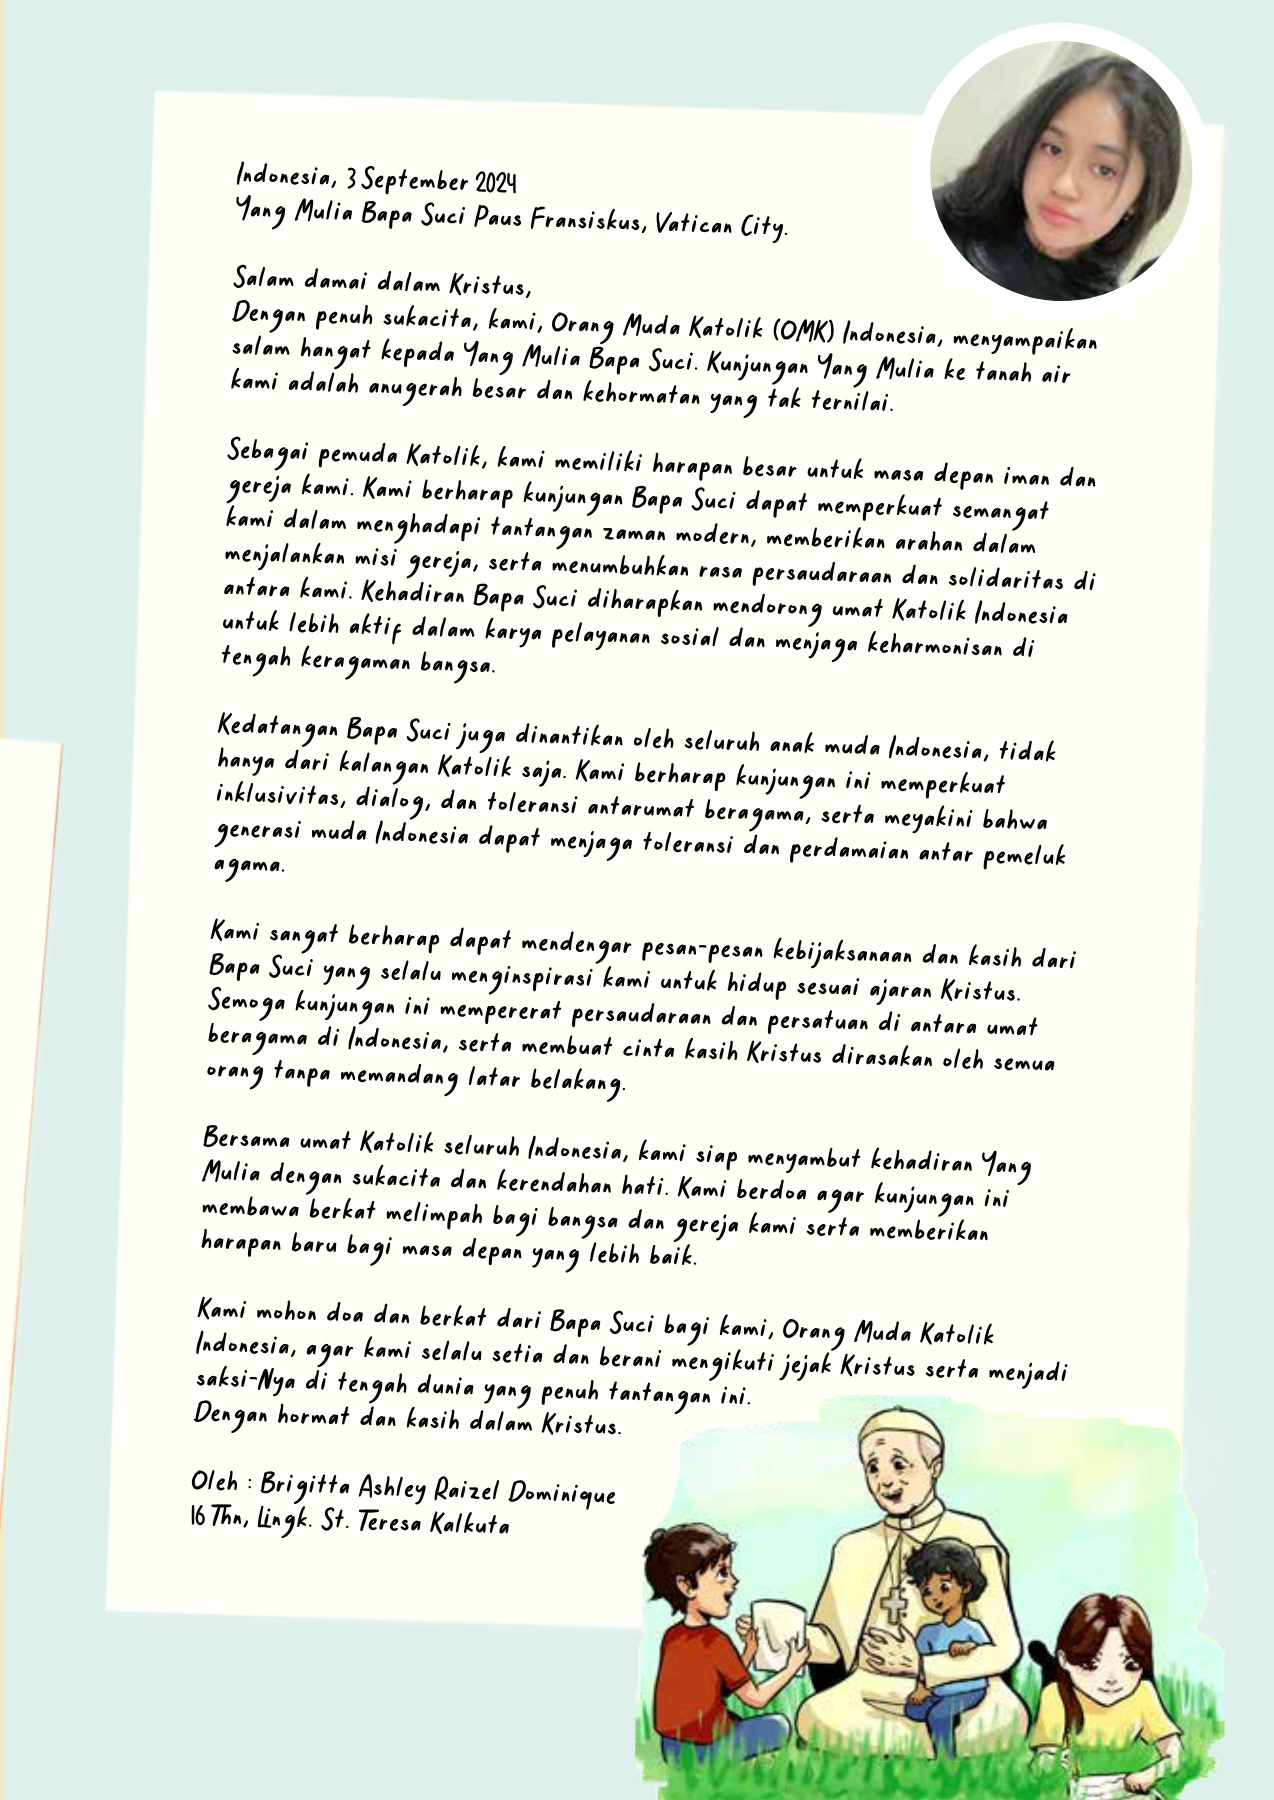 Indonesia, 3 September 2024
Yang Mulia Bapa Suci Paus Fransiskus, Vatican City.
Salam damai dalam Kristus,
Dengan penuh sukacita, kami, Orang Muda Katolik (OMK) Indonesia, menyampaikan
salam hangat kepada Yang Mulia Bapa Suci. Kunjungan Yang Mulia ke tanah air
kami adalah anugerah besar dan kehormatan yang tak ternilai.
Sebagai pemuda Katolik, kami memiliki harapan besar untuk masa depan iman dan
gereja kami. Kami berharap kunjungan Bapa Suci dapat memperkuat semangat
kami dalam menghadapi tantangan zaman modern, memberikan arahan dalam
menjalankan misi gereja, serta menumbuhkan rasa persaudaraan dan solidaritas di
antara kami. Kehadiran Bapa Suci diharapkan mendorong umat Katolik Indonesia
untuk lebih aktif dalam karya pelayanan sosial dan menjaga keharmonisan di
tengah keragaman bangsa.
Kedatangan Bapa Suci juga dinantikan oleh seluruh anak muda Indonesia, tidak
hanya dari kalangan Katolik saja. Kami berharap kunjungan ini memperkuat
inklusivitas, dialog, dan toleransi antarumat beragama, serta meyakini bahwa
generasi muda Indonesia dapat menjaga toleransi dan perdamaian antar pemeluk
agama.
Kami sangat berharap dapat mendengar pesan-pesan kebijaksanaan dan kasih dari
Bapa Suci yang selalu menginspirasi kami untuk hidup sesuai ajaran Kristus.
Semoga kunjungan ini mempererat persaudaraan dan persatuan di antara umat
beragama di Indonesia, serta membuat cinta kasih Kristus dirasakan oleh semua
orang tanpa memandang latar belakang.
Bersama umat Katolik seluruh Indonesia, kami siap menyambut kehadiran Yang
Mulia dengan sukacita dan kerendahan hati. Kami berdoa agar kunjungan ini
membawa berkat melimpah bagi bangsa dan gereja kami serta memberikan
harapan baru bagi masa depan yang lebih baik.
Kami mohon doa dan berkat dari Bapa Suci bagi kami, Orang Muda Katolik
Indonesia, agar kami selalu setia dan berani mengikuti jejak Kristus serta menjadi
saksi-Nya di tengah dunia yang penuh tantangan ini.
Dengan hormat dan kasih dalam Kristus.
Oleh : Brigitta Ashley Raizel Dominique
16 Thn, Lingk. St. Teresa Kalkuta